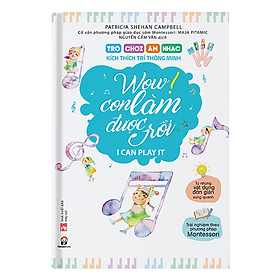 PATRICIA SHEHAN CAMPBELL
Cố vấn phương pháp giáo dục sớm Montessori: MAJA PITAMIC
NGUYỄN CẨM VÂN dịch
TRÒ CHƠI ÂM NHẠC
KÍCH THÍCH TRÍ THÔNG MINH
Wow!
con làm
được rồi
I CAN PLAY IT
Từ những
vật dụng
đơn giản
xung quanh
Trải nghiệm theo
phương pháp
Montessori